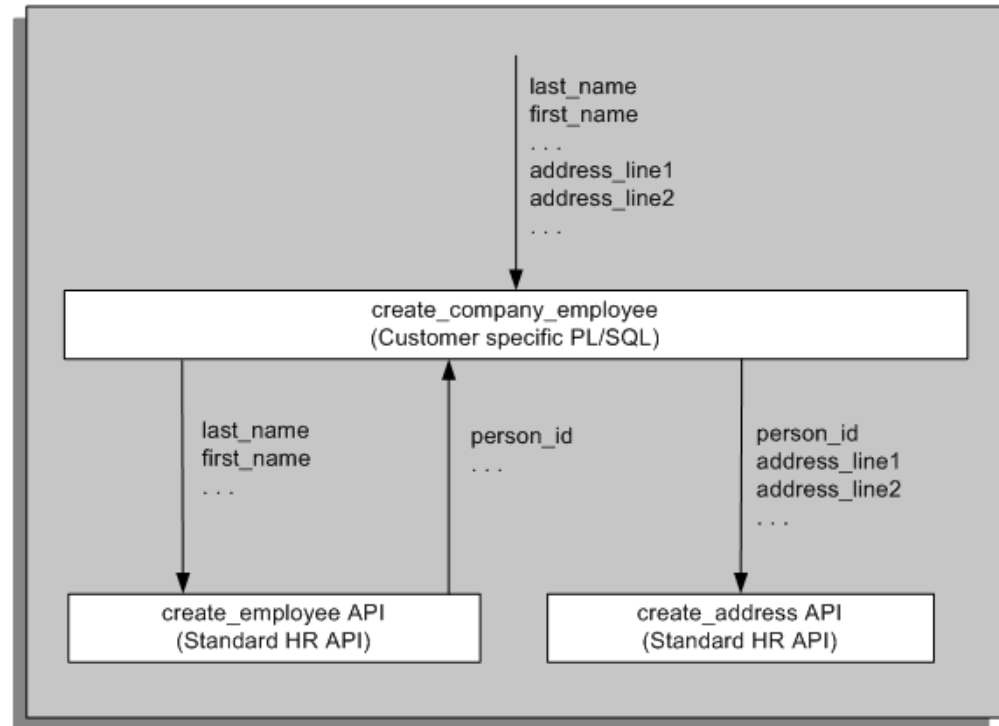 last_name
first_name
. . .
address_line1
address_line2
. . .
create_company_employee
(Customer specific PL/SQL)
last_name
first_name
. . .
person_id
. . .
person_id
address_line1
address_line2
. . .
create_employee API
(Standard HR API)
create_address API
(Standard HR API)